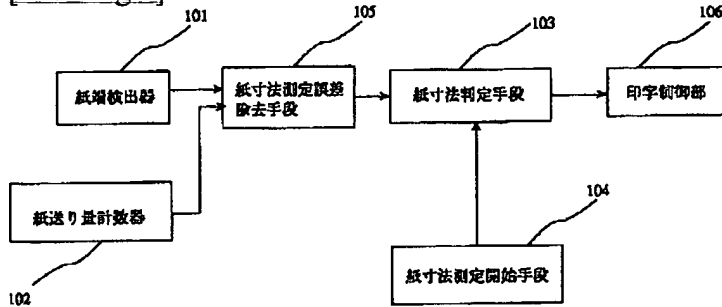 101
105
103
106
紙端検出器
紙寸法測定誤差
除去手段
紙寸法判定手段
印字制御部
紙送り量計数器
102
104
紙寸法測定開始手段